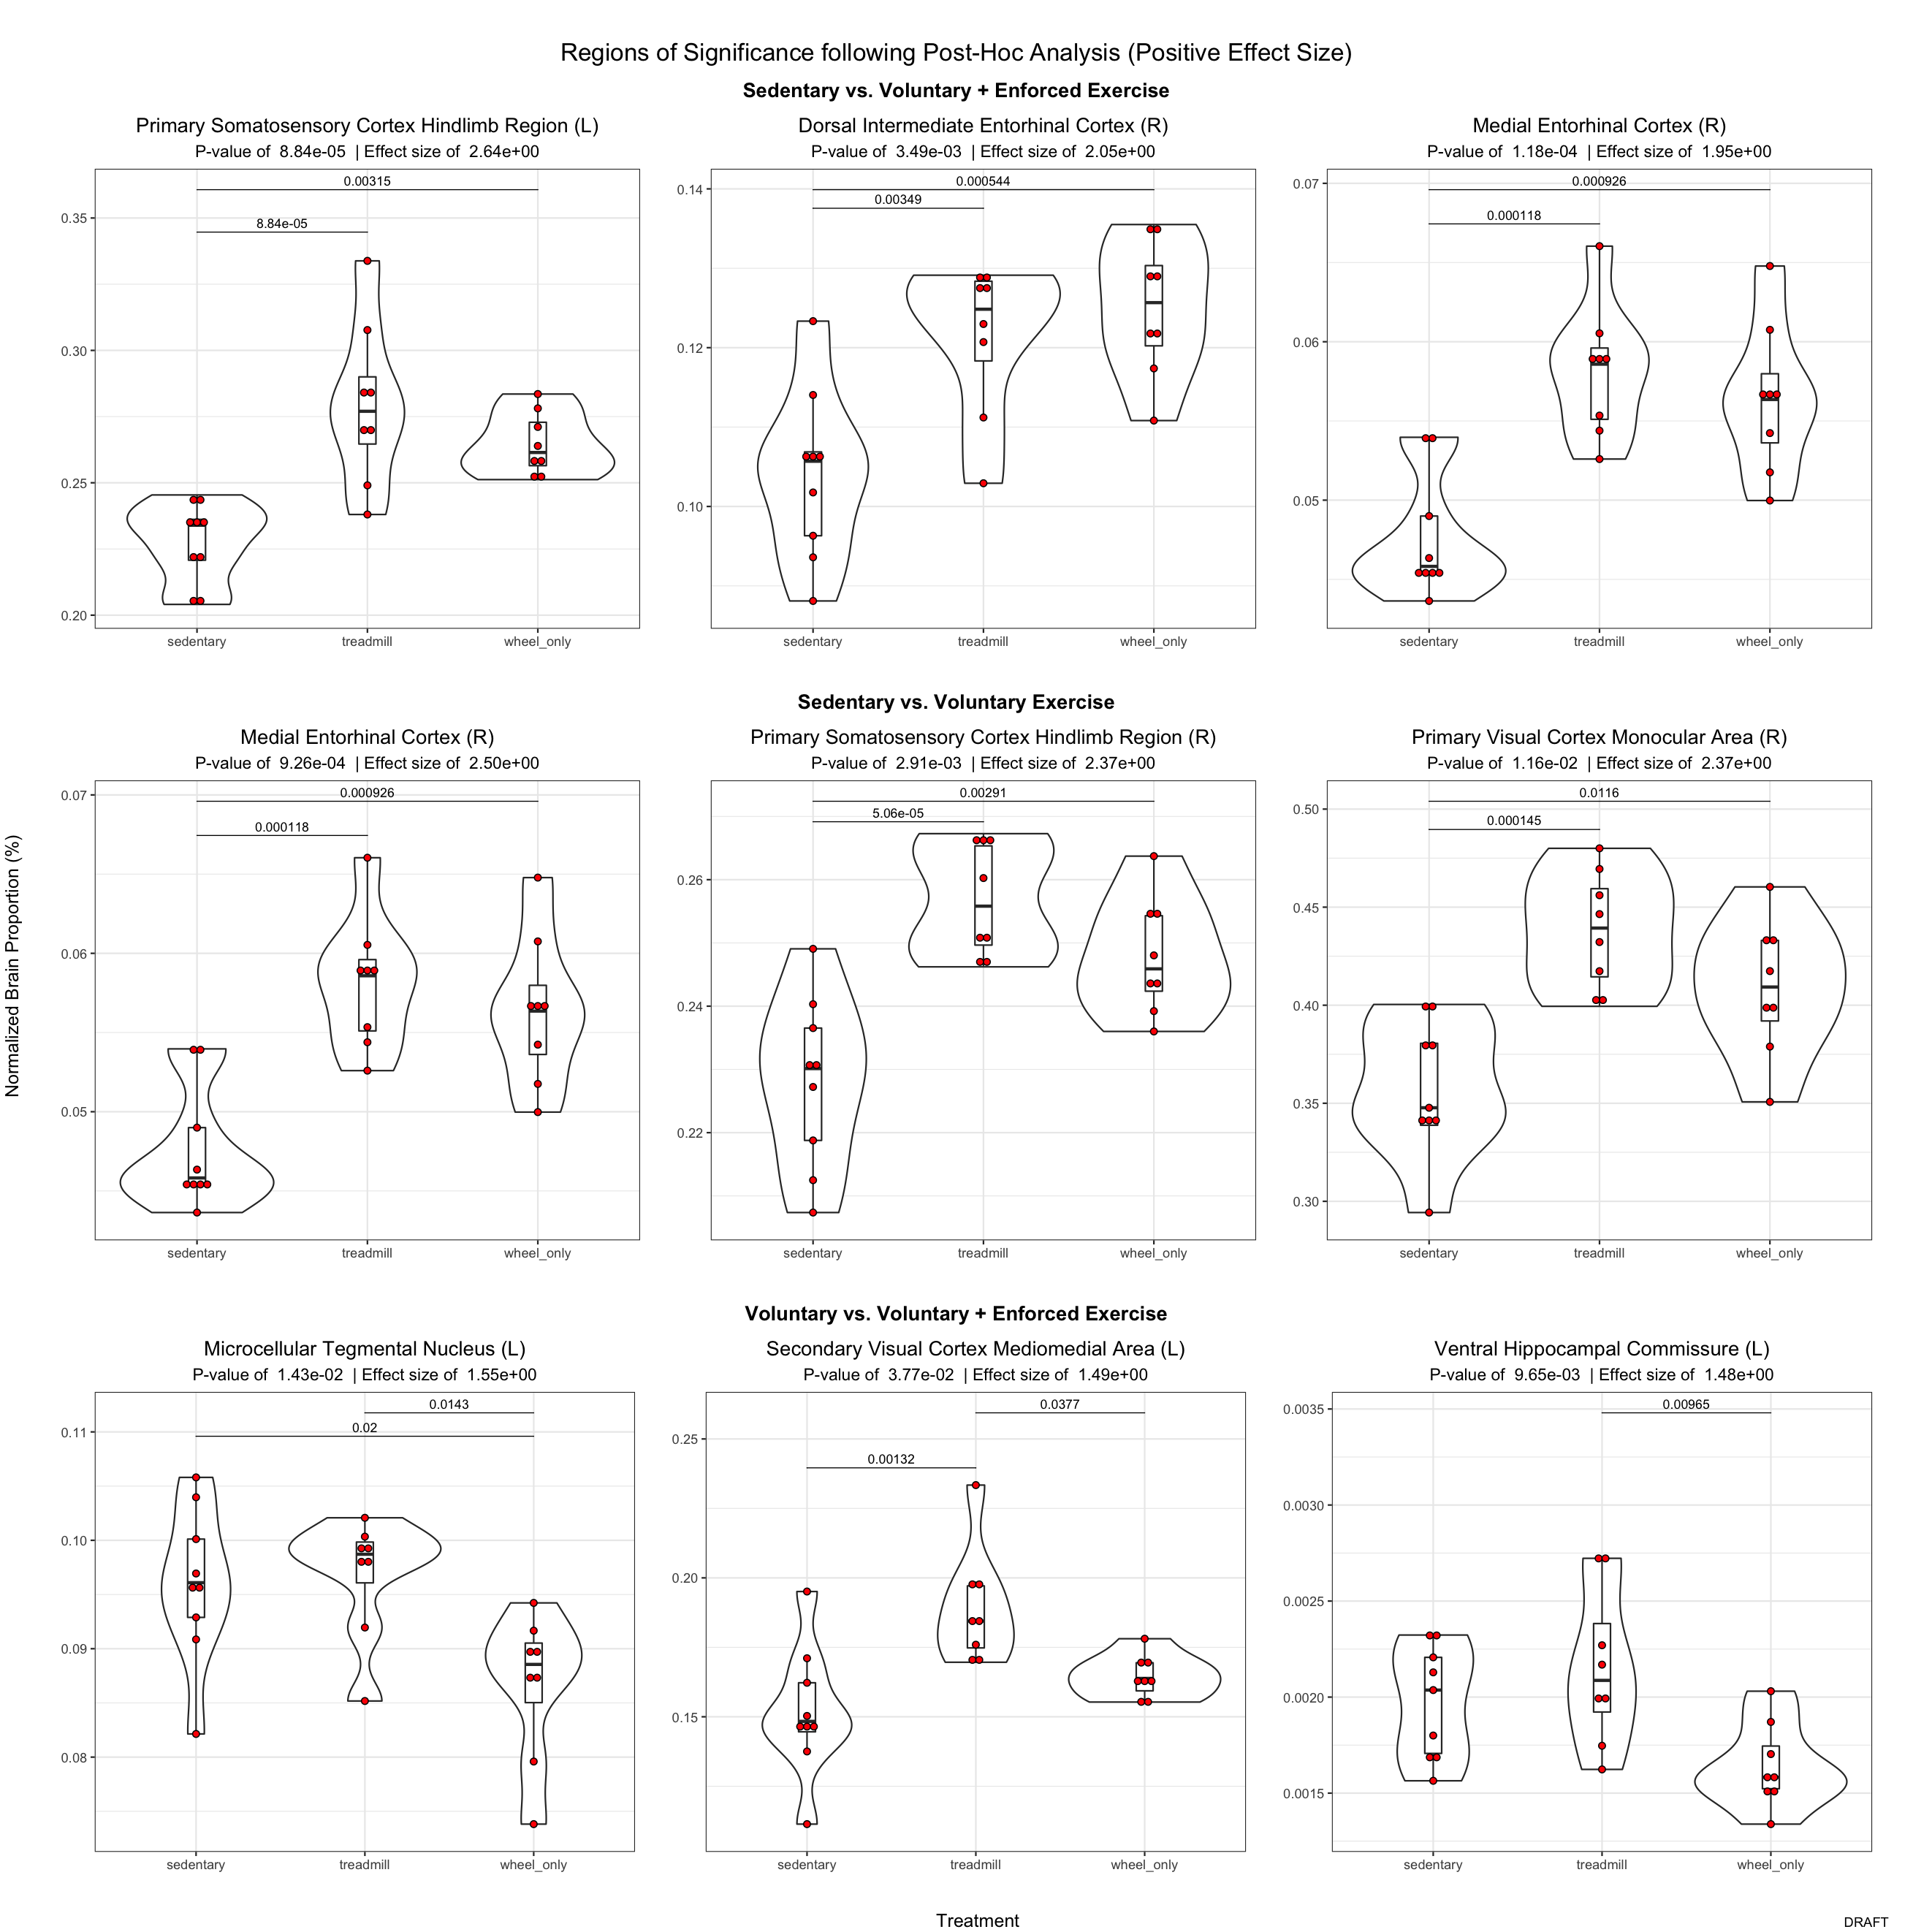 Regions of Significance following Post-Hoc Analysis (Positive Effect Size)
Sedentary vs. Voluntary + Enforced Exercise
Primary Somatosensory Cortex Hindlimb Region (L)
P-value of 8.84e-05 | Effect size of 2.64e+00
0.00315
8.84e-05
0.35
0.30
0.25
0.20
sedentary treadmill wheel_only
Dorsal Intermediate Entorhinal Cortex (R)
P-value of 3.49e-03 | Effect size of 2.05e+00
0.000544
0.00349
0.14
0.12
0.10
sedentary treadmill wheel_only
Medial Entorhinal Cortex (R)
P-value of 1.18e-04 | Effect size of 1.95e+00
0.000926
0.000118
0.07
0.06
0.05
sedentary treadmill wheel_only
Normalized Brain Proportion (%)
Sedentary vs. Voluntary Exercise
Medial Entorhinal Cortex (R)
P-value of 9.26e-04 | Effect size of 2.50e+00
0.000926
0.000118
0.07
0.06
0.05
sedentary treadmill wheel_only
Primary Somatosensory Cortex Hindlimb Region (R)
P-value of 2.91e-03 | Effect size of 2.37e+00
0.00291
5.06e-05
0.26
0.24
0.22
sedentary treadmill wheel_only
Primary Visual Cortex Monocular Area (R)
P-value of 1.16e-02 | Effect size of 2.37e+00
0.0116
0.000145
0.50
0.45
0.40
0.35
0.30
sedentary treadmill wheel_only
Voluntary vs. Voluntary + Enforced Exercise
Microcellular Tegmental Nucleus (L)
P-value of 1.43e-02 | Effect size of 1.55e+00
0.0143
0.02
0.11
0.10
0.09
0.08
sedentary treadmill wheel_only
Secondary Visual Cortex Mediomedial Area (L)
P-value of 3.77e-02 | Effect size of 1.49e+00
0.0377
0.00132
0.25
0.20
0.15
sedentary treadmill wheel_only
Ventral Hippocampal Commissure (L)
P-value of 9.65e-03 | Effect size of 1.48e+00
0.00965
0.0035
0.0030
0.0025
0.0020
0.0015
sedentary treadmill wheel_only
Treatment
DRAFT